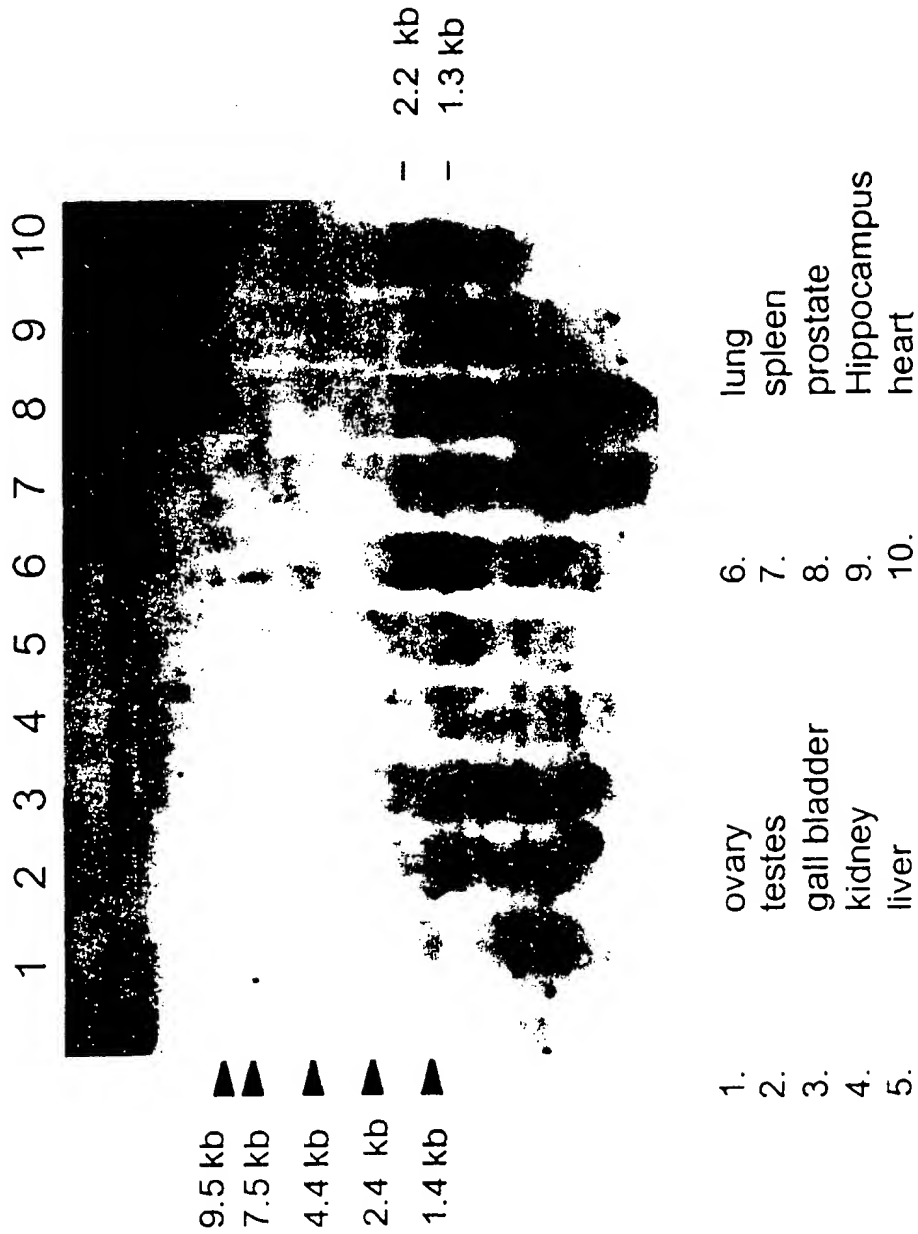 1 2 3 4 5 6 7 8 9 10
9.5 kb
7.5 kb
4.4 kb
2.4 kb
1.4 kb
– 2.2 kb
– 1.3 kb
1. ovary
2. testes
3. gall bladder
4. kidney
5. liver
6. lung
7. spleen
8. prostate
9. Hippocampus
10. heart